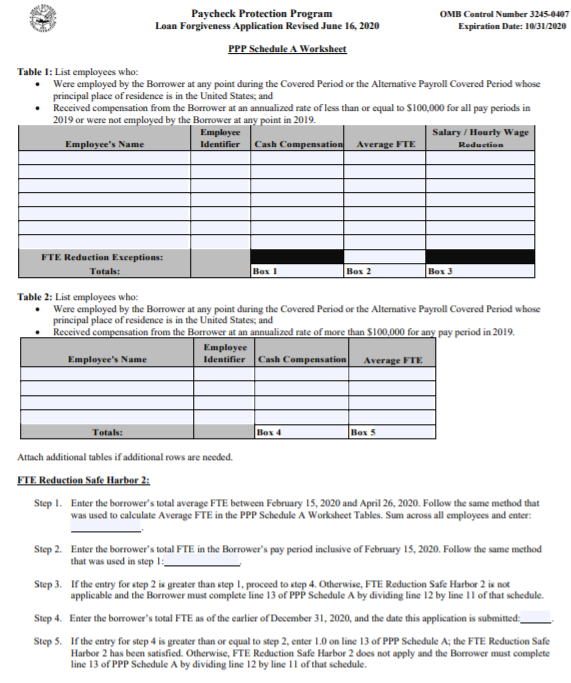 Paycheck Protection Program
OMB Control Number 3245-0407
Loan Forgiveness Application Revised June 16, 2020
Expiration Date: 10/31/2020
PPP Schedule A Worksheet
Table 1: List employees who:
• Were employed by the Borrower at any point during the Covered Period or the Alternative Payroll Covered Period whose
principal place of residence is in the United States; and
• Received compensation from the Borrower at an annualized rate of less than or equal to $100,000 for all pay periods in
2019 or were not employed by the Borrower at any point in 2019.
Employee's Name
Employee
Identifier
Cash Compensation
Average FTE
Salary / Hourly Wage
Reduction
FTE Reduction Exceptions:
Totals:
Box 1
Box 2
Box 3
Table 2: List employees who:
• Were employed by the Borrower at any point during the Covered Period or the Alternative Payroll Covered Period whose
principal place of residence is in the United States; and
• Received compensation from the Borrower at an annualized rate of more than $100,000 for any pay period in 2019.
Employee's Name
Employee
Identifier
Cash Compensation
Average FTE
Totals:
Box 4
Box 5
Attach additional tables if additional rows are needed.
FTE Reduction Safe Harbor 2:
Step 1. Enter the borrower's total average FTE between February 15, 2020 and April 26, 2020. Follow the same method that
was used to calculate Average FTE in the PPP Schedule A Worksheet Tables. Sum across all employees and enter:
____________.
Step 2. Enter the borrower's total FTE in the Borrower's pay period inclusive of February 15, 2020. Follow the same method
that was used in step 1:____________.
Step 3. If the entry for step 2 is greater than step 1, proceed to step 4. Otherwise, FTE Reduction Safe Harbor 2 is not
applicable and the Borrower must complete line 13 of PPP Schedule A by dividing line 12 by line 11 of that schedule.
Step 4. Enter the borrower's total FTE as of the earlier of December 31, 2020, and the date this application is submitted:_____.
Step 5. If the entry for step 4 is greater than or equal to step 2, enter 1.0 on line 13 of PPP Schedule A; the FTE Reduction Safe
Harbor 2 has been satisfied. Otherwise, FTE Reduction Safe Harbor 2 does not apply and the Borrower must complete
line 13 of PPP Schedule A by dividing line 12 by line 11 of that schedule.